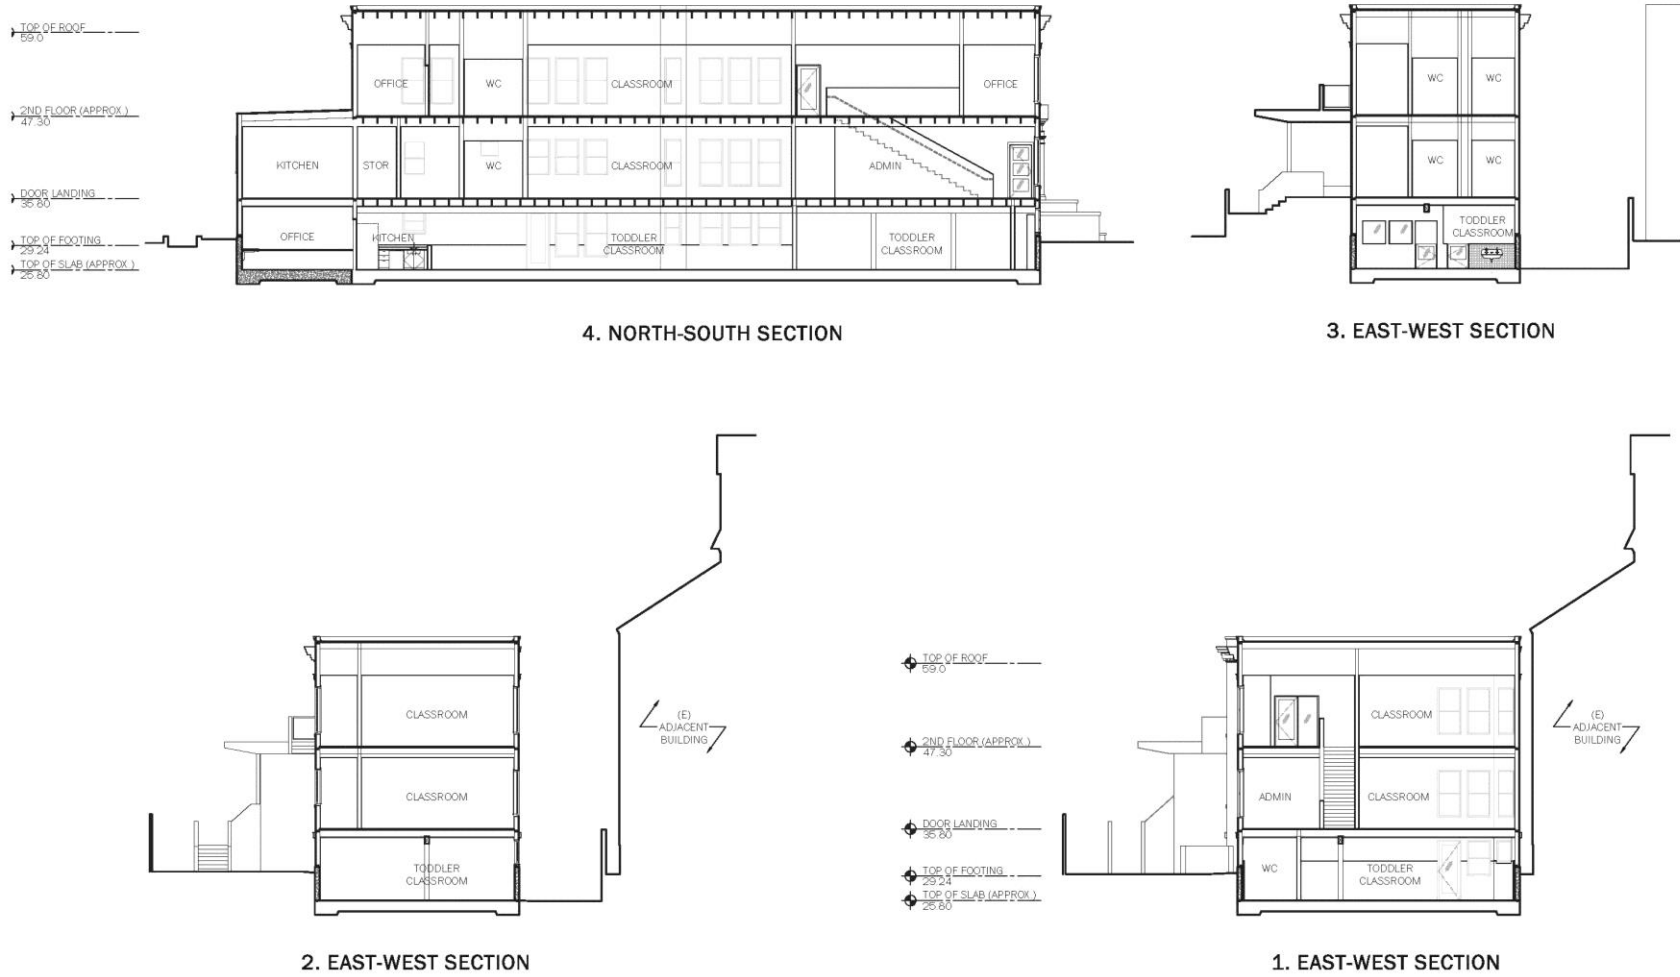 TOP OF ROOF
59.0
2ND FLOOR (APPROX.)
47.30
DOOR LANDING
35.80
TOP OF FOOTING
29.24
TOP OF SLAB (APPROX.)
25.80
OFFICE
WC
CLASSROOM
OFFICE
KITCHEN
STOR
WC
CLASSROOM
ADMIN
OFFICE
KITCHEN
TODDLER
CLASSROOM
TODDLER
CLASSROOM
4. NORTH-SOUTH SECTION
WC
WC
WC
WC
TODDLER
CLASSROOM
3. EAST-WEST SECTION
CLASSROOM
CLASSROOM
TODDLER
CLASSROOM
(E)
ADJACENT
BUILDING
2. EAST-WEST SECTION
TOP OF ROOF
59.0
2ND FLOOR (APPROX.)
47.30
DOOR LANDING
35.80
TOP OF FOOTING
29.24
TOP OF SLAB (APPROX.)
25.80
CLASSROOM
ADMIN
CLASSROOM
WC
TODDLER
CLASSROOM
(E)
ADJACENT
BUILDING
1. EAST-WEST SECTION